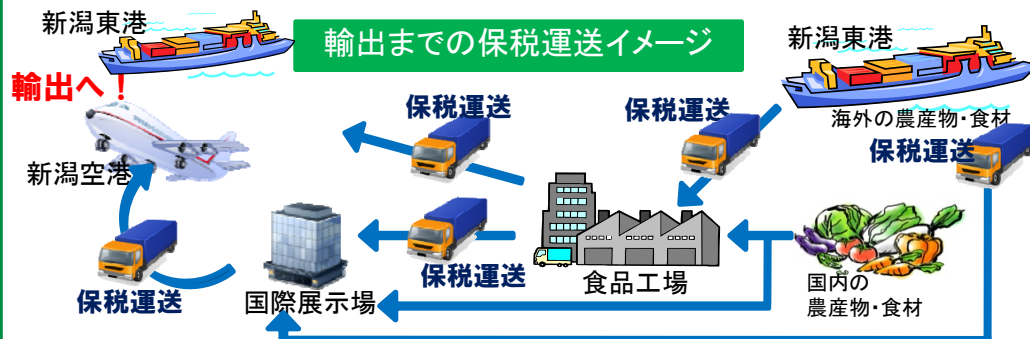 新潟東港
輸出までの保税運送イメージ
新潟東港
輸出へ！
保税運送
保税運送
海外の農産物・食材
保税運送
新潟空港
保税運送
保税運送
国際展示場
食品工場
国内の
農産物・食材